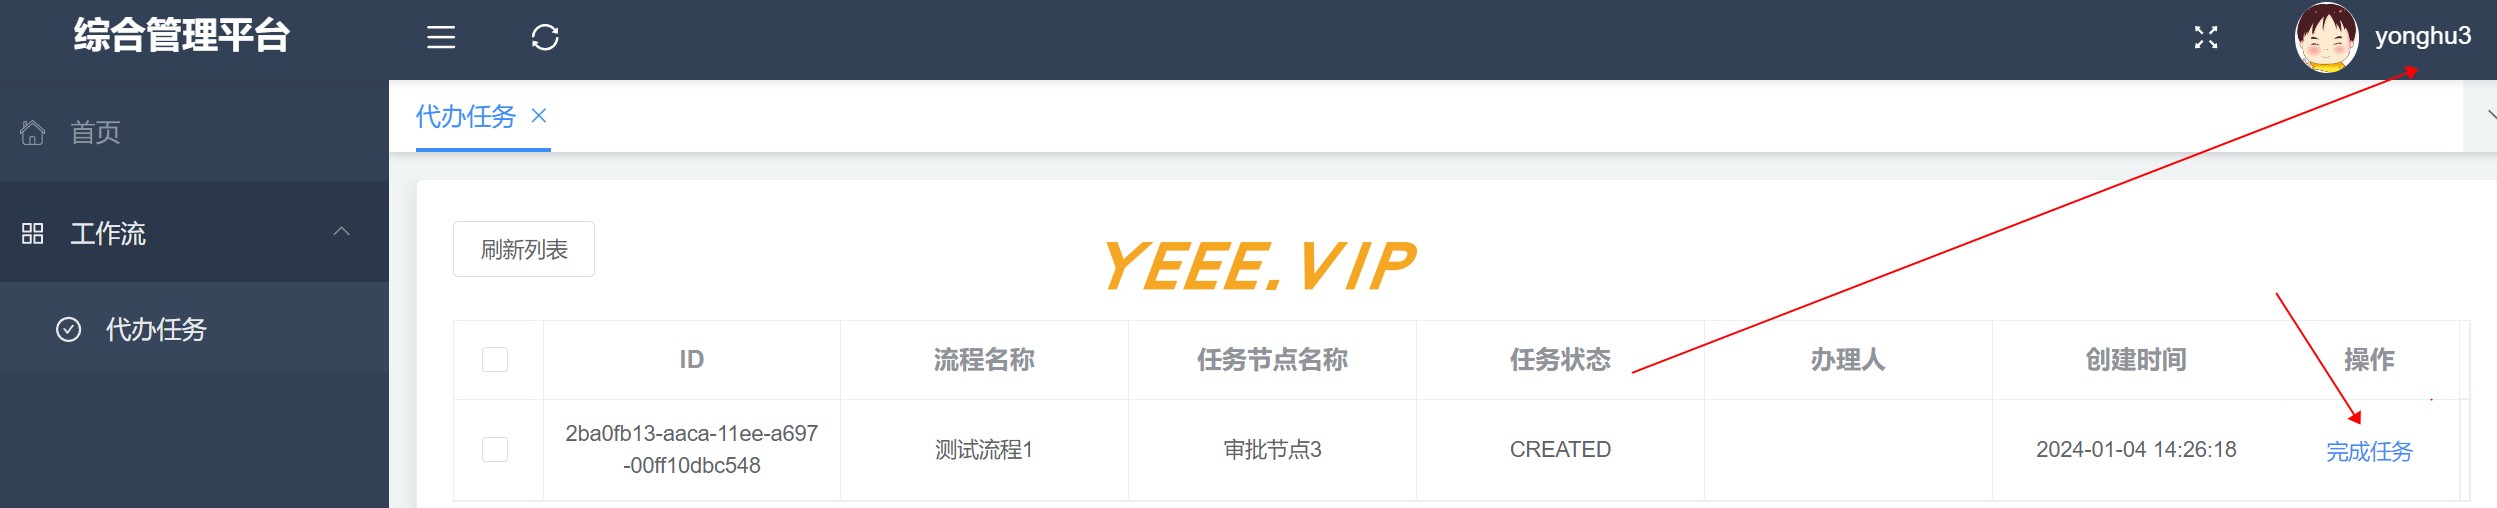 综合管理平台
yonghu3
首页
工作流
代办任务
代办任务
刷新列表
YEEE.VIP
ID 流程名称 任务节点名称 任务状态 办理人 创建时间 操作
2ba0fb13-aaca-11ee-a697
-00ff10dbc548 测试流程1 审批节点3 CREATED 2024-01-04 14:26:18 完成任务